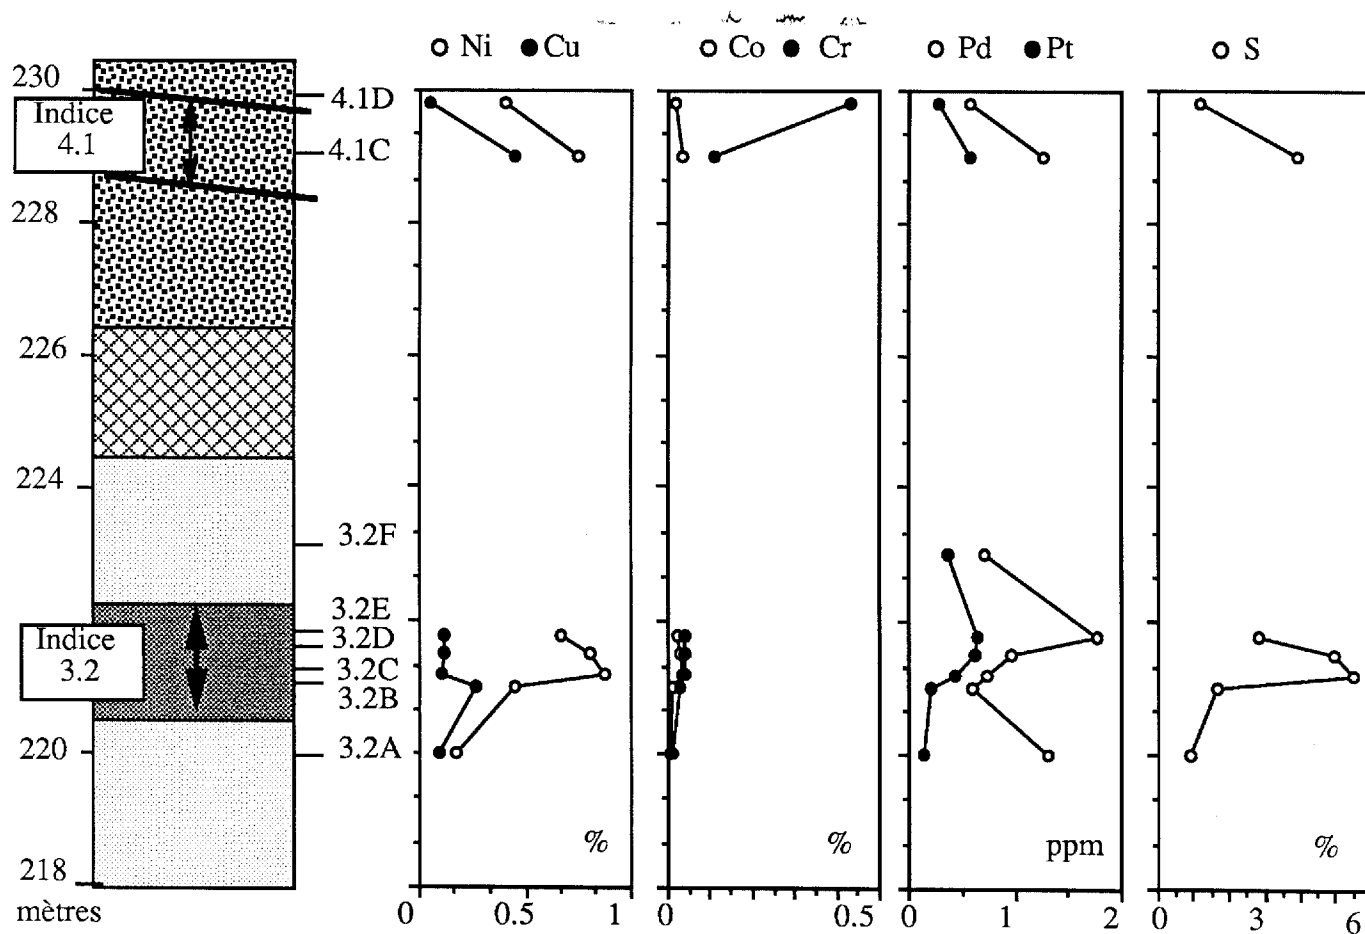 Ni Cu
Co Cr
Pd Pt
S
230
Indice
4.1
4.1D
4.1C
228
226
224
3.2F
3.2E
Indice
3.2
3.2D
3.2C
3.2B
220
3.2A
218
mètres
%
%
ppm
%
0 0.5 1
0 0.5
0 1 2
0 3 6